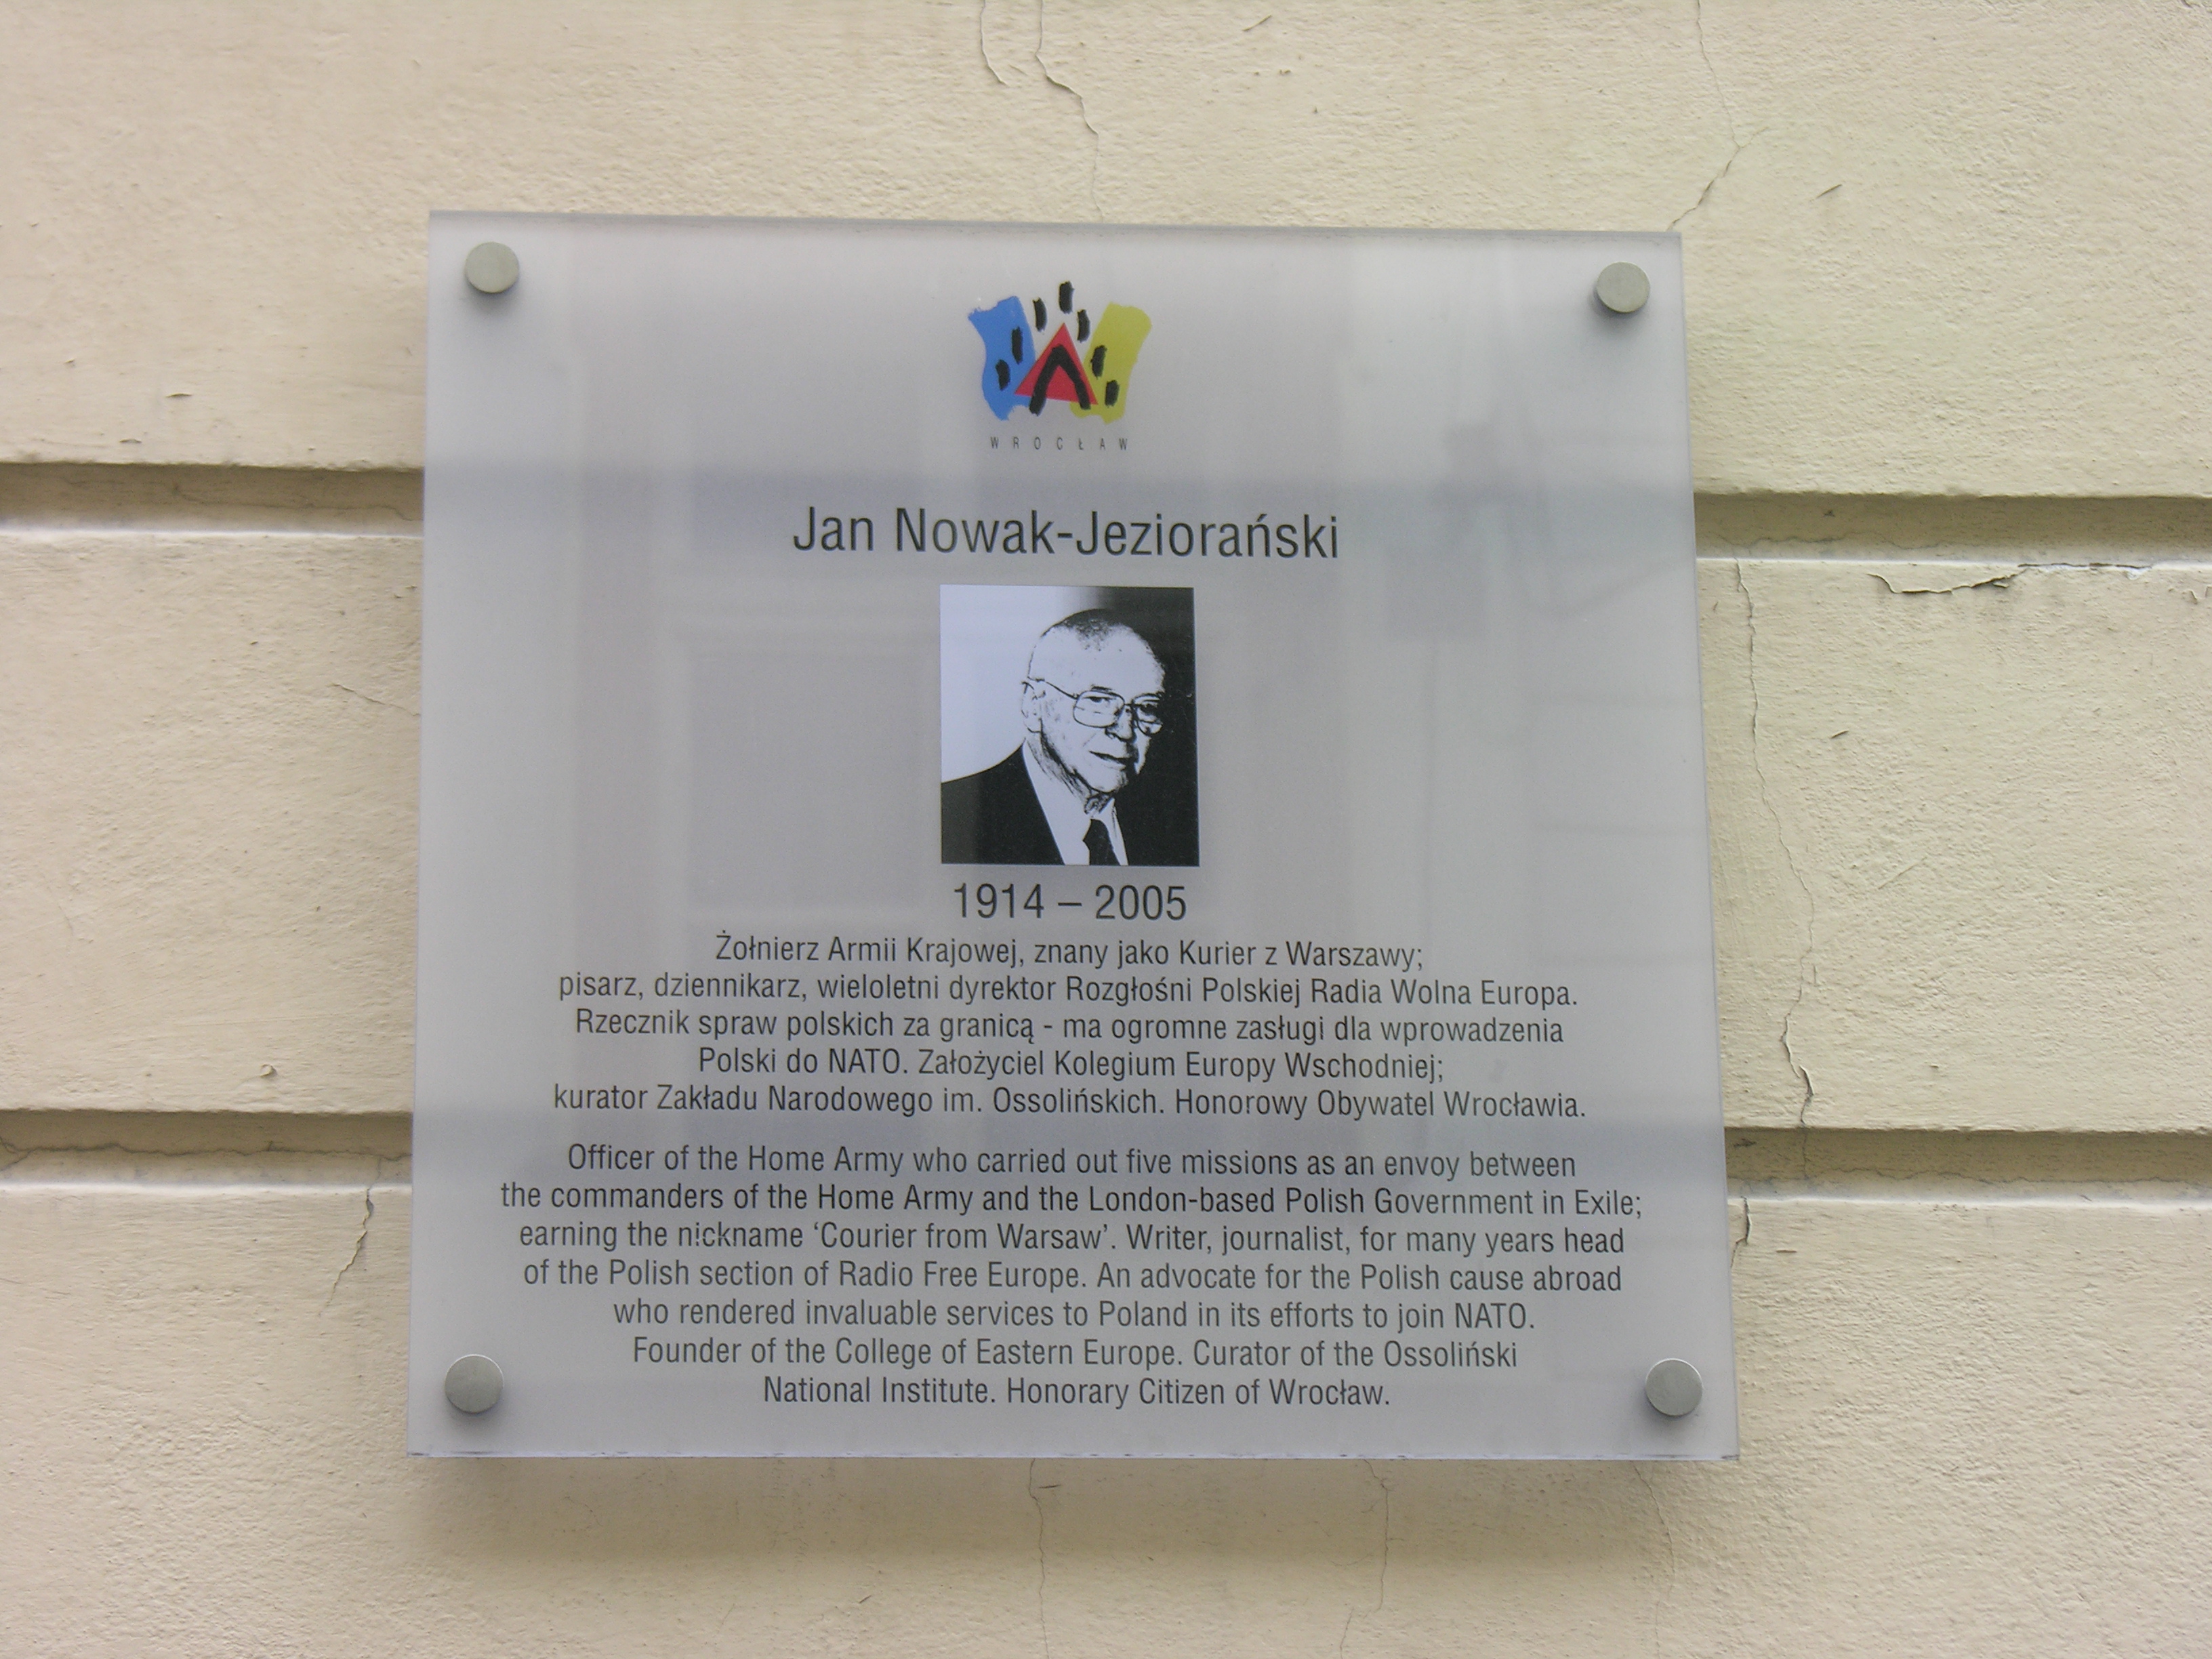 WROCŁAW
Jan Nowak-Jeziorański
1914 – 2005
Żołnierz Armii Krajowej, znany jako Kurier z Warszawy;
pisarz, dziennikarz, wieloletni dyrektor Rozgłośni Polskiej Radia Wolna Europa.
Rzecznik spraw polskich za granicą - ma ogromne zasługi dla wprowadzenia
Polski do NATO. Założyciel Kolegium Europy Wschodniej;
kurator Zakładu Narodowego im. Ossolińskich. Honorowy Obywatel Wrocławia.
Officer of the Home Army who carried out five missions as an envoy between
the commanders of the Home Army and the London-based Polish Government in Exile;
earning the nickname ‘Courier from Warsaw’. Writer, journalist, for many years head
of the Polish section of Radio Free Europe. An advocate for the Polish cause abroad
who rendered invaluable services to Poland in its efforts to join NATO.
Founder of the College of Eastern Europe. Curator of the Ossoliński
National Institute. Honorary Citizen of Wrocław.